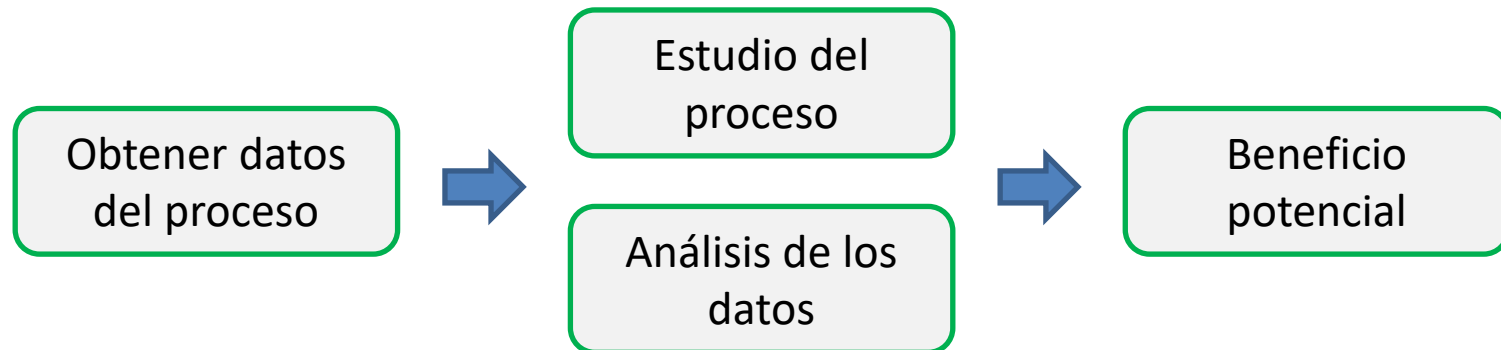 Obtener datos
del proceso
Estudio del
proceso
Análisis de los
datos
Beneficio
potencial